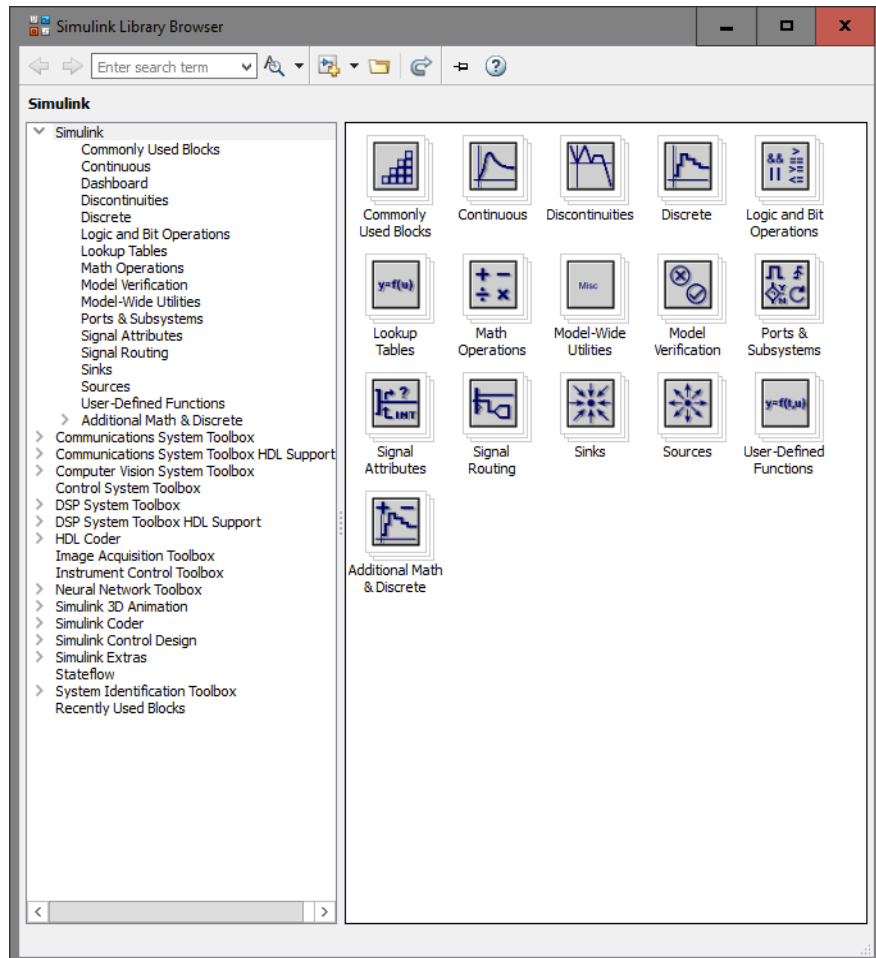 Simulink Library Browser
Enter search term
Simulink
Simulink
Commonly Used Blocks
Continuous
Dashboard
Discontinuities
Discrete
Logic and Bit Operations
Lookup Tables
Math Operations
Model Verification
Model-Wide Utilities
Ports & Subsystems
Signal Attributes
Signal Routing
Sinks
Sources
User-Defined Functions
Additional Math & Discrete
Communications System Toolbox
Communications System Toolbox HDL Support
Computer Vision System Toolbox
Control System Toolbox
DSP System Toolbox
DSP System Toolbox HDL Support
HDL Coder
Image Acquisition Toolbox
Instrument Control Toolbox
Neural Network Toolbox
Simulink 3D Animation
Simulink Coder
Simulink Control Design
Simulink Extras
Stateflow
System Identification Toolbox
Recently Used Blocks
&& >
== 
|| >=
<=
Commonly
Used Blocks
Continuous
Discontinuities
Discrete
Logic and Bit
Operations
y=f(u)
+ −
÷ ×
Misc
Y
N
Lookup
Tables
Math
Operations
Model-Wide
Utilities
Model
Verification
Ports &
Subsystems
?
INT
y=f(t,u)
Signal
Attributes
Signal
Routing
Sinks
Sources
User-Defined
Functions
+ −
Additional Math
& Discrete